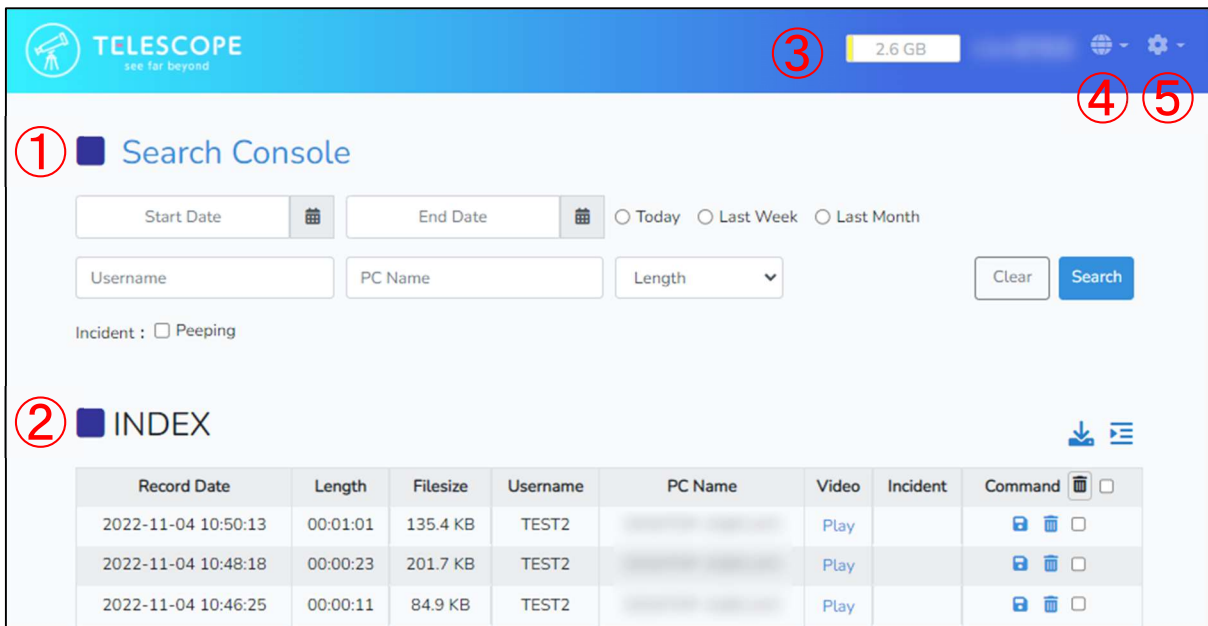 TELESCOPE
see far beyond
③ 2.6 GB
④ ⑤
① Search Console
Start Date End Date Today Last Week Last Month
Username PC Name Length Clear Search
Incident : Peeping
② INDEX
Record Date Length Filesize Username PC Name Video Incident Command
2022-11-04 10:50:13 00:01:01 135.4 KB TEST2 Play
2022-11-04 10:48:18 00:00:23 201.7 KB TEST2 Play
2022-11-04 10:46:25 00:00:11 84.9 KB TEST2 Play